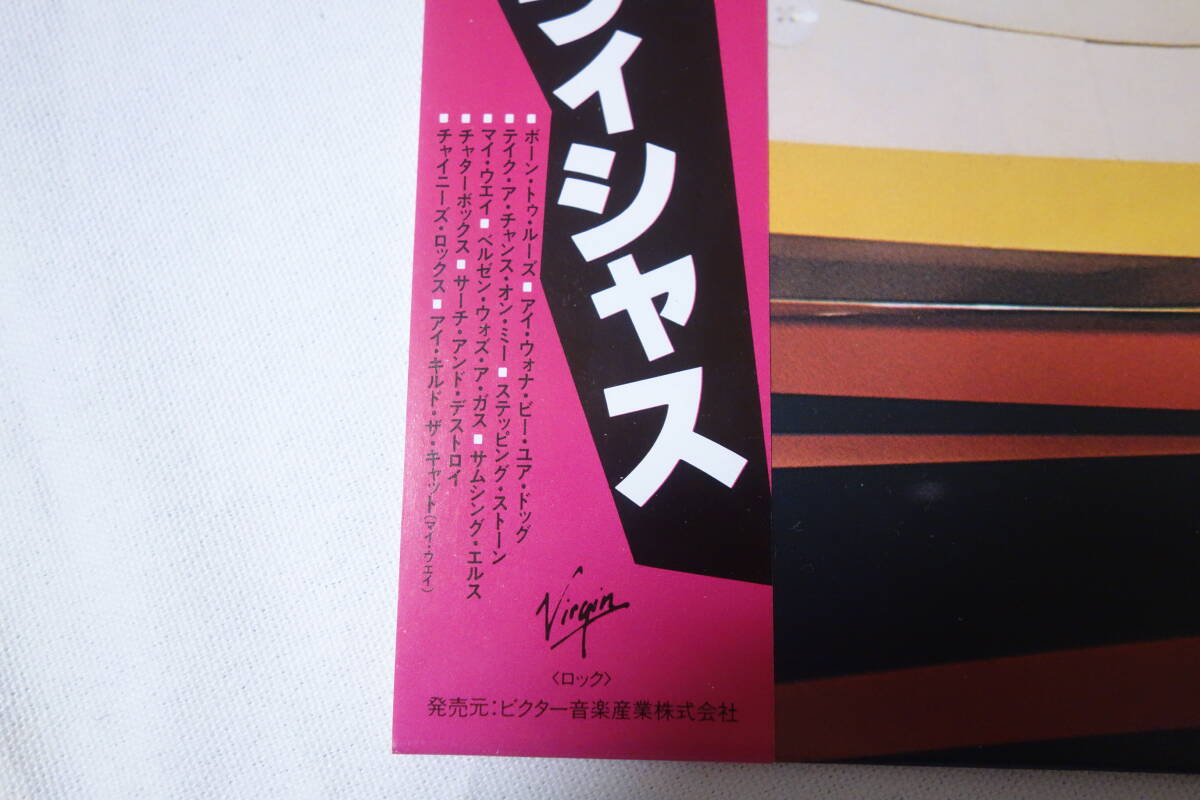 イシャス
■ボーン・トゥ・ルーズ■アイ・ウォナ・ビー・ユア・ドッグ
■テイク・ア・チャンス・オン・ミー■ステッピング・ストーン
■マイ・ウエイ■ベルゼン・ウォズ・ア・ガス■サムシング・エルス
■チャターボックス■サーチ・アンド・デストロイ
■チャイニーズ・ロックス■アイ・キルド・ザ・キャット(マイ・ウェイ)
Virgin
〈ロック〉
発売元:ビクター音楽産業株式会社